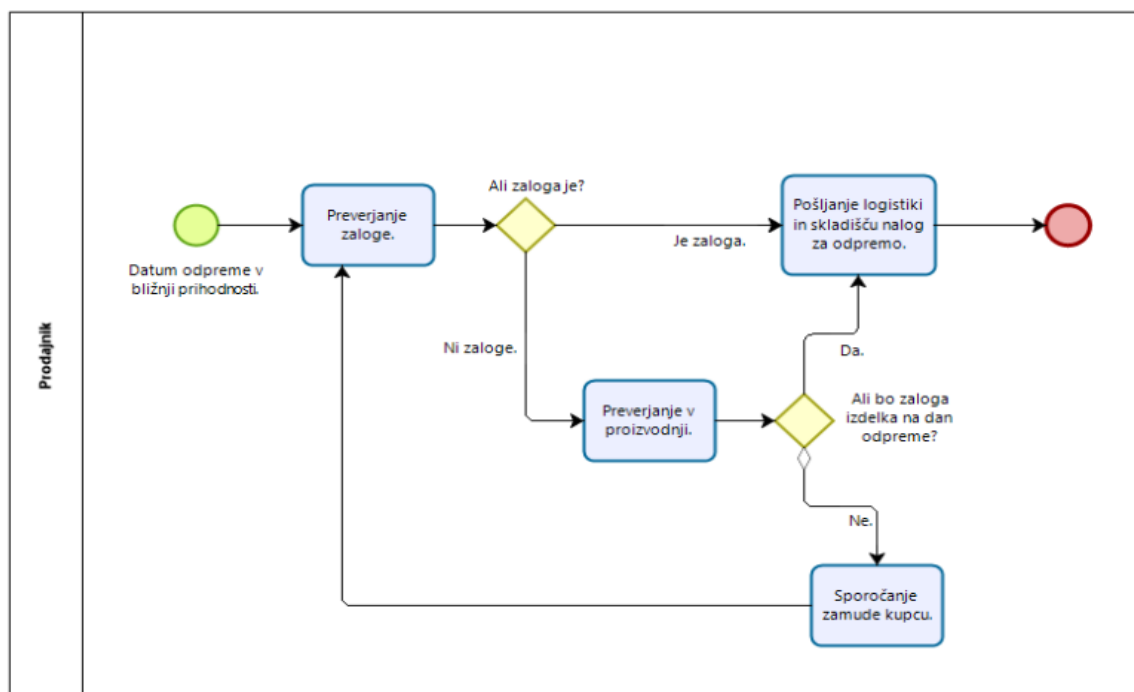 Prodajnik
Datum odpreme v
bližnji prihodnosti.
Preverjanje
zaloge.
Ali zaloga je?
Je zaloga.
Pošljanje logistiki
in skladišču nalog
za odpremo.
Ni zaloge.
Preverjanje v
proizvodnji.
Da.
Ali bo zaloga
izdelka na dan
odpreme?
Ne.
Sporočanje
zamude kupcu.